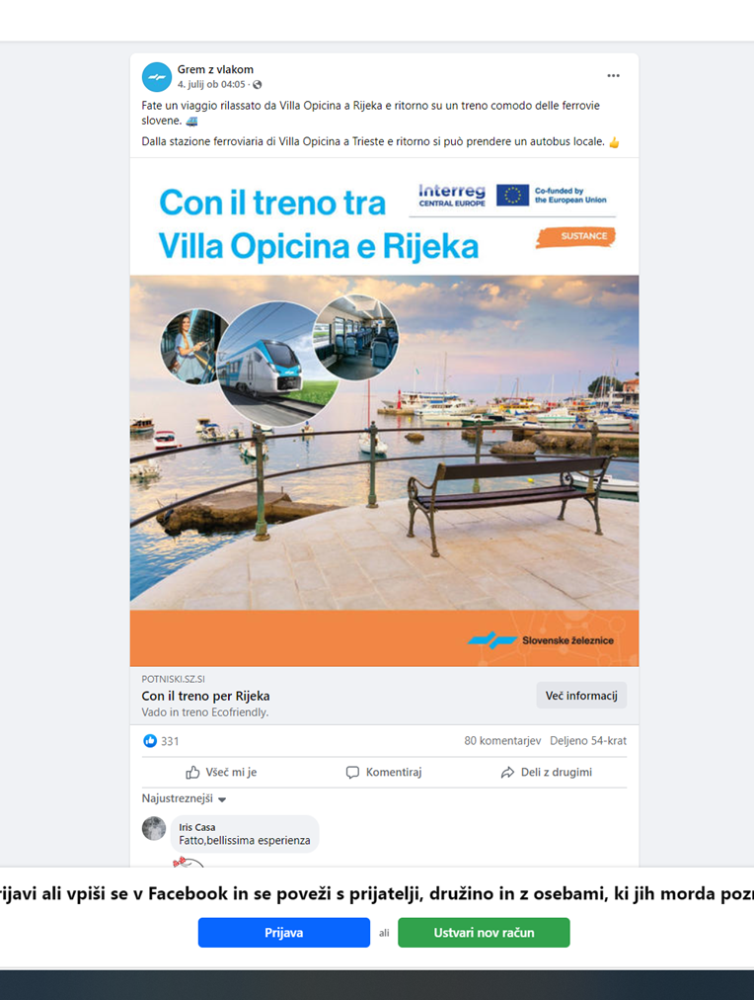 Grem z vlakom
4. julij ob 04:05 ·
Fate un viaggio rilassato da Villa Opicina a Rijeka e ritorno su un treno comodo delle ferrovie
slovene. 🚅
Dalla stazione ferroviaria di Villa Opicina a Trieste e ritorno si può prendere un autobus locale. 👍
Con il treno tra
Villa Opicina e Rijeka
Interreg
CENTRAL EUROPE
Co-funded by
the European Union
SUSTANCE
Slovenske železnice
POTNISKI.SZ.SI
Con il treno per Rijeka
Vado in treno Ecofriendly.
Več informacij
331
80 komentarjev Deljeno 54-krat
Všeč mi je Komentiraj Deli z drugimi
Najustreznejši
Iris Casa
Fatto,bellissima esperienza
rijavi ali vpiši se v Facebook in se poveži s prijatelji, družino in z osebami, ki jih morda pozn
Prijava ali Ustvari nov račun